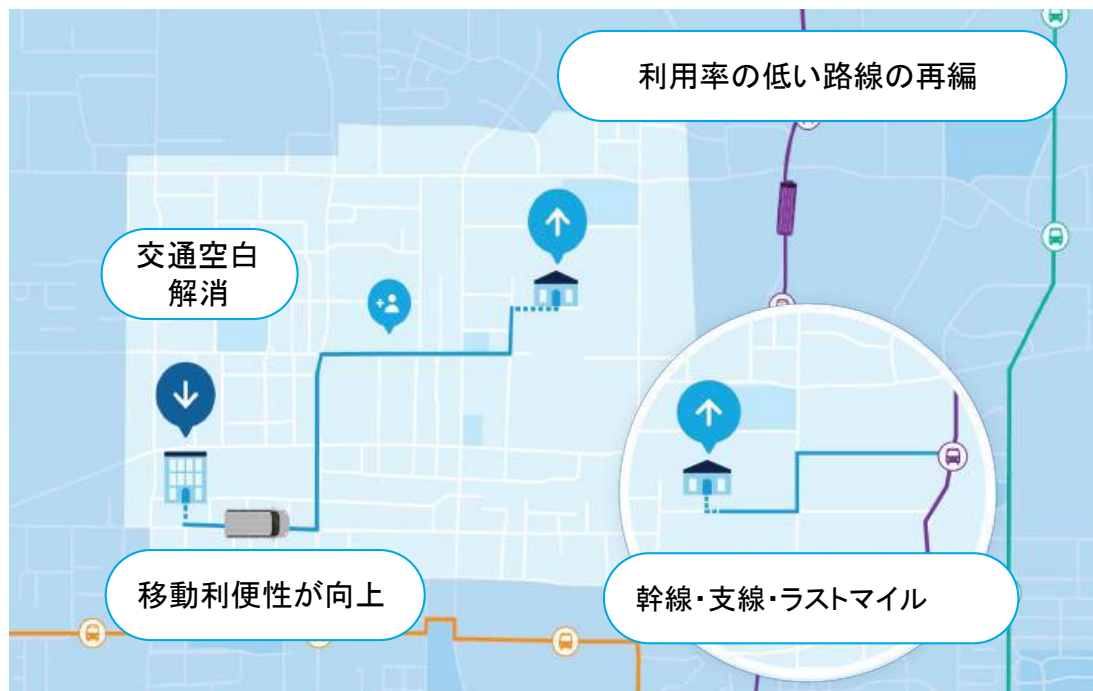 利用率の低い路線の再編
交通空白
解消
移動利便性が向上
幹線・支線・ラストマイル